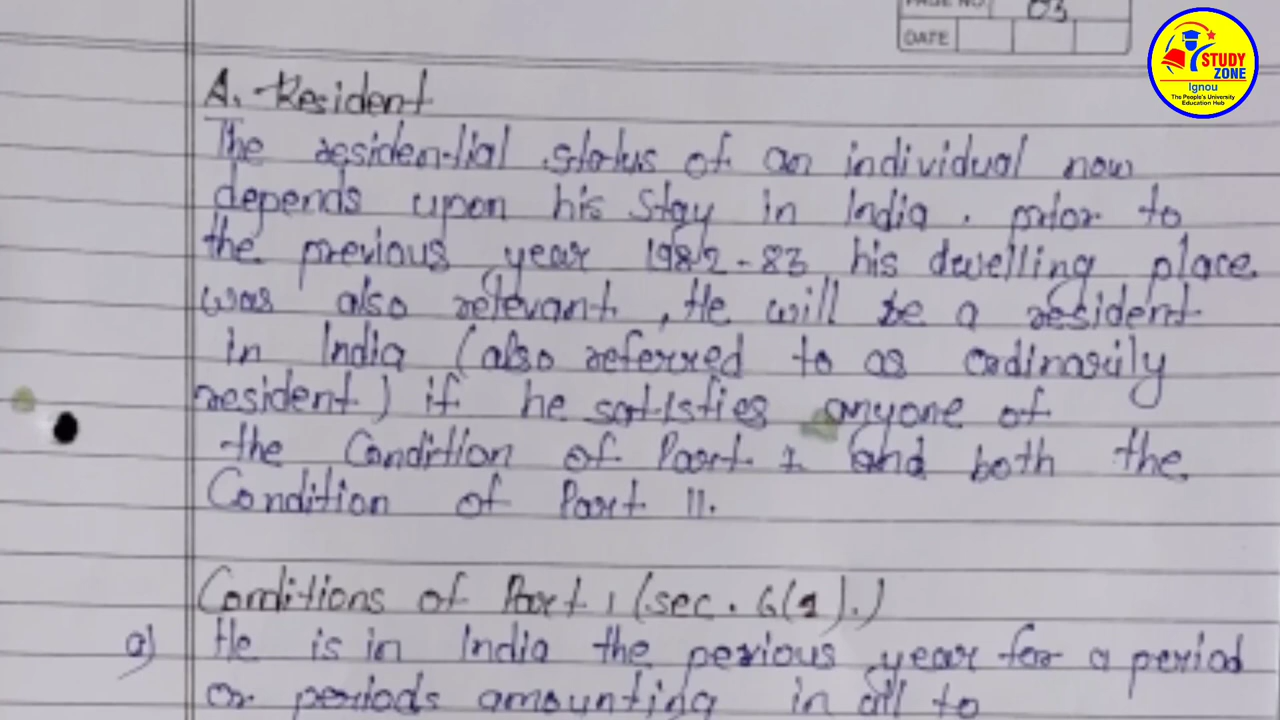 PAGE NO. 03
DATE
STUDY
ZONE
Ignou
The People's University
Education Hub
A. Resident
The residential status of an individual now
depends upon his stay in India. prior to
the previous year 1982-83 his dwelling place
was also relevant, He will be a resident
in India (also referred to as ordinarily
resident) if he satisfies anyone of
the Condition of Part 1 and both the
Condition of Part II.
Conditions of Part 1 (sec. 6(1).)
a) He is in India the pervious year for a period
or periods amounting in all to